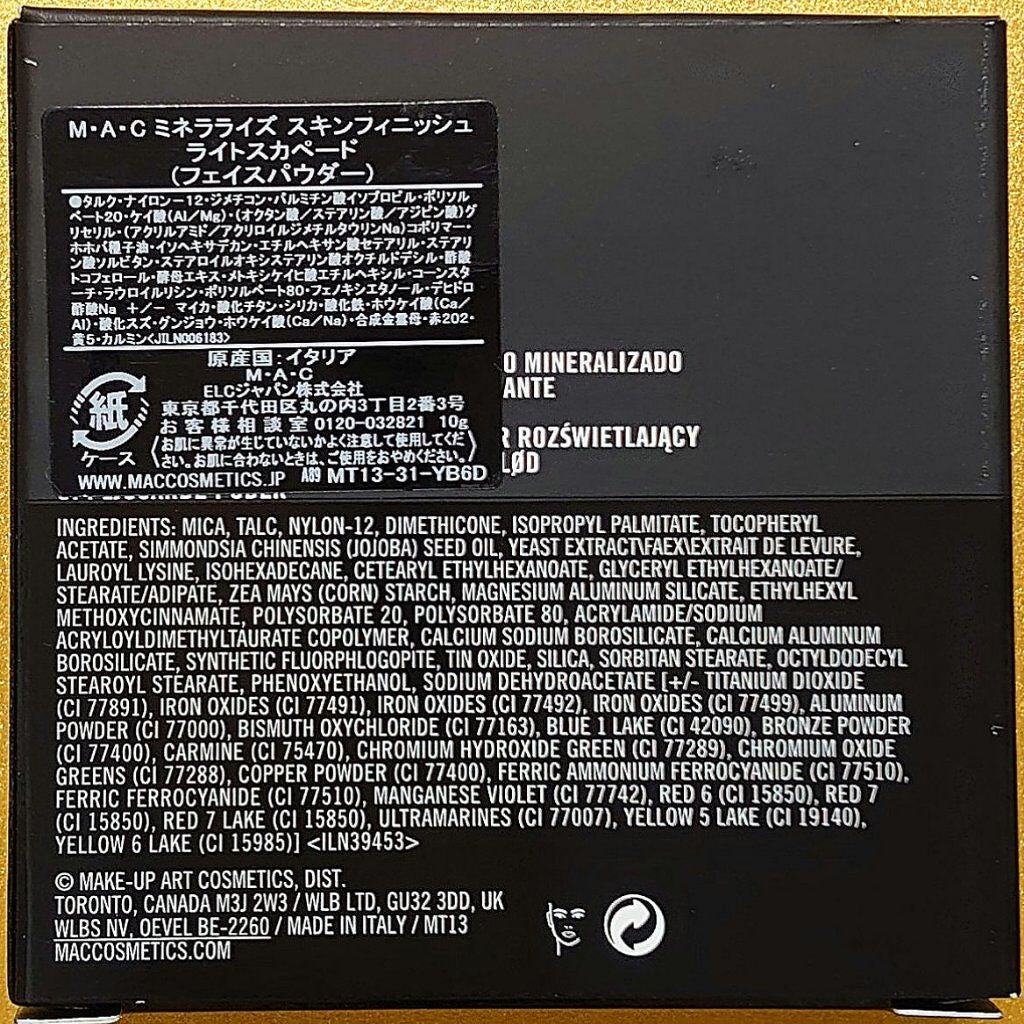 M・A・C ミネラライズ スキンフィニッシュ
ライトスカペード
(フェイスパウダー)
●タルク・ナイロン−12・ジメチコン・パルミチン酸イソプロピル・ポリソル
ベート20・ケイ酸(Al/Mg)・(オクタン酸/ステアリン酸/アジピン酸)グ
リセリル・(アクリルアミド/アクリロイルジメチルタウリンNa)コポリマー・
ホホバ種子油・イソヘキサデカン・エチルヘキサン酸セテアリル・ステアリ
ン酸ソルビタン・ステアロイルオキシステアリン酸オクチルドデシル・酢酸
トコフェロール・酵母エキス・メトキシケイヒ酸エチルヘキシル・コーンスタ
ーチ・ラウロイルリシン・ポリソルベート80・フェノキシエタノール・デヒドロ
酢酸Na +/− マイカ・酸化チタン・シリカ・酸化鉄・ホウケイ酸(Ca/
Al)・酸化スズ・グンジョウ・ホウケイ酸(Ca/Na)・合成金雲母・赤202・
黄5・カルミン<JILN006183>
原産国:イタリア
M・A・C
ELCジャパン株式会社
東京都千代田区丸の内3丁目2番3号
お客様相談室 0120-032821 10g
お肌に異常が生じていないかよく注意して使用してくだ
さい。お肌に合わないときは、ご使用をおやめください。
紙
ケース
WWW.MACCOSMETICS.JP A89 MT13-31-YB6D
O MINERALIZADO
ANTE
R ROZŚWIETLAJĄCY
LØD
INGREDIENTS: MICA, TALC, NYLON-12, DIMETHICONE, ISOPROPYL PALMITATE, TOCOPHERYL
ACETATE, SIMMONDSIA CHINENSIS (JOJOBA) SEED OIL, YEAST EXTRACT\FAEX\EXTRAIT DE LEVURE,
LAUROYL LYSINE, ISOHEXADECANE, CETEARYL ETHYLHEXANOATE, GLYCERYL ETHYLHEXANOATE/
STEARATE/ADIPATE, ZEA MAYS (CORN) STARCH, MAGNESIUM ALUMINUM SILICATE, ETHYLHEXYL
METHOXYCINNAMATE, POLYSORBATE 20, POLYSORBATE 80, ACRYLAMIDE/SODIUM
ACRYLOYLDIMETHYLTAURATE COPOLYMER, CALCIUM SODIUM BOROSILICATE, CALCIUM ALUMINUM
BOROSILICATE, SYNTHETIC FLUORPHLOGOPITE, TIN OXIDE, SILICA, SORBITAN STEARATE, OCTYLDODECYL
STEAROYL STEARATE, PHENOXYETHANOL, SODIUM DEHYDROACETATE [+/- TITANIUM DIOXIDE
(CI 77891), IRON OXIDES (CI 77491), IRON OXIDES (CI 77492), IRON OXIDES (CI 77499), ALUMINUM
POWDER (CI 77000), BISMUTH OXYCHLORIDE (CI 77163), BLUE 1 LAKE (CI 42090), BRONZE POWDER
(CI 77400), CARMINE (CI 75470), CHROMIUM HYDROXIDE GREEN (CI 77289), CHROMIUM OXIDE
GREENS (CI 77288), COPPER POWDER (CI 77400), FERRIC AMMONIUM FERROCYANIDE (CI 77510),
FERRIC FERROCYANIDE (CI 77510), MANGANESE VIOLET (CI 77742), RED 6 (CI 15850), RED 7
(CI 15850), RED 7 LAKE (CI 15850), ULTRAMARINES (CI 77007), YELLOW 5 LAKE (CI 19140),
YELLOW 6 LAKE (CI 15985)] <ILN39453>
© MAKE-UP ART COSMETICS, DIST.
TORONTO, CANADA M3J 2W3 / WLB LTD, GU32 3DD, UK
WLBS NV, OEVEL BE-2260 / MADE IN ITALY / MT13
MACCOSMETICS.COM